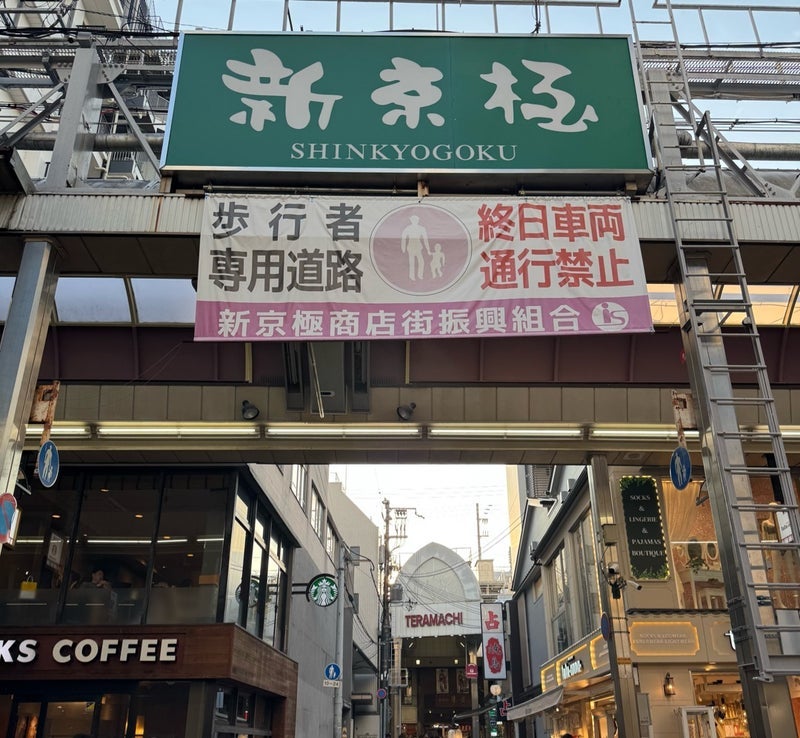 新京極
SHINKYOGOKU
歩行者
専用道路
終日車両
通行禁止
新京極商店街振興組合
SOCKS
&
LINGERIE
&
PAJAMAS
BOUTIQUE
TERAMACHI
占
KS COFFEE